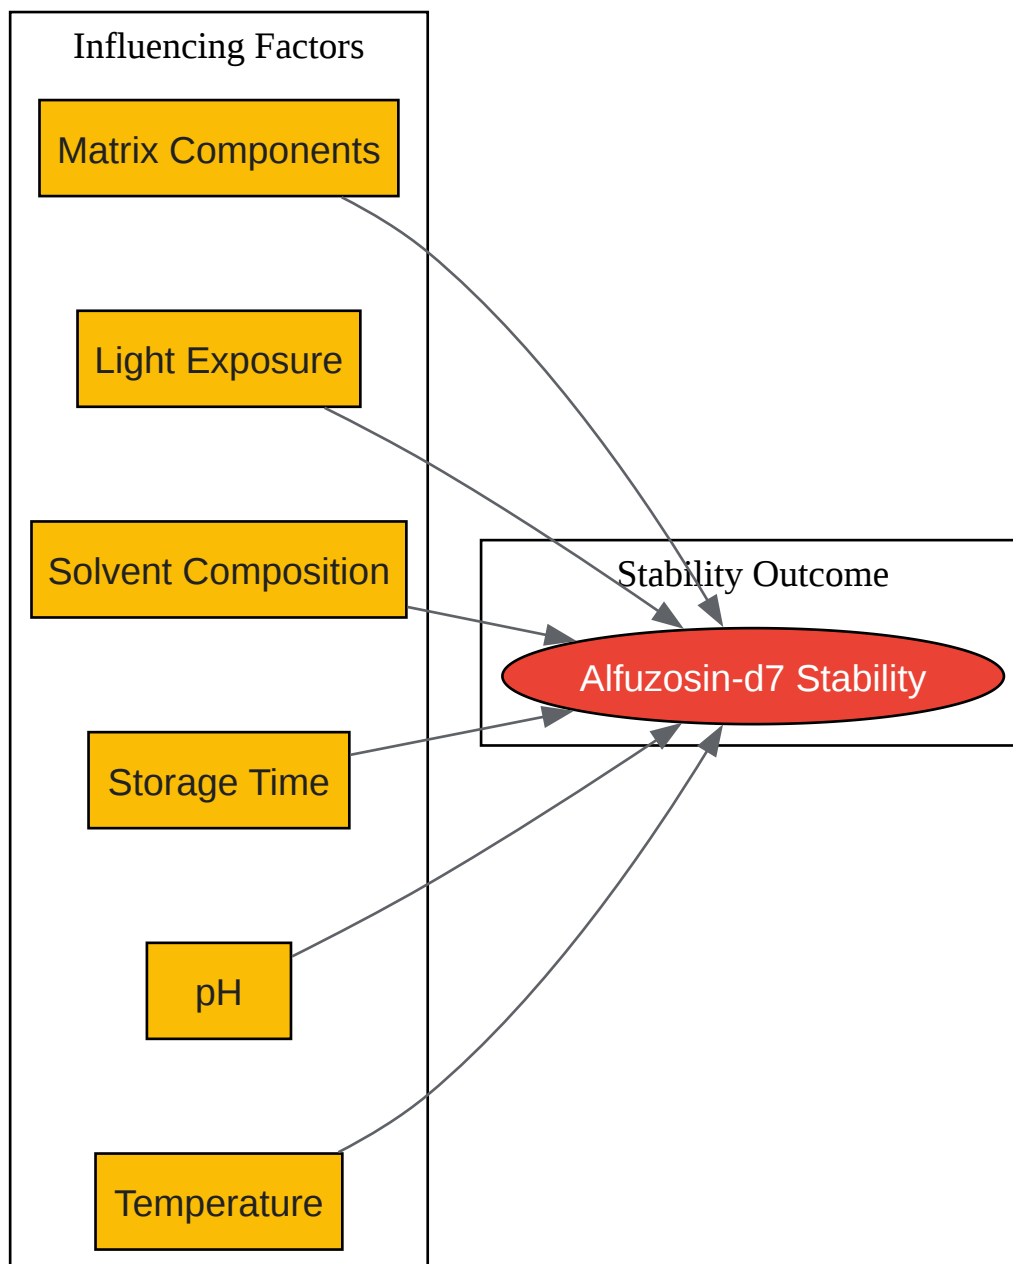 Influencing Factors
Matrix Components
Light Exposure
Solvent Composition
Storage Time
pH
Temperature
Stability Outcome
Alfuzosin-d7 Stability